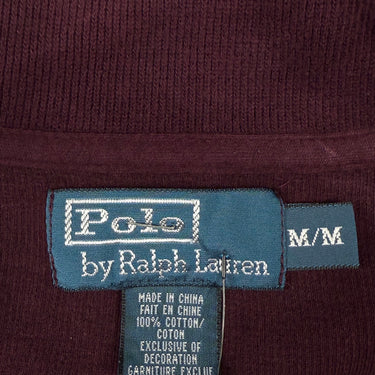 Polo
by Ralph Lauren
M/M
MADE IN CHINA
FAIT EN CHINE
100% COTTON/
COTON
EXCLUSIVE OF
DECORATION
GARNITURE EXCLUE